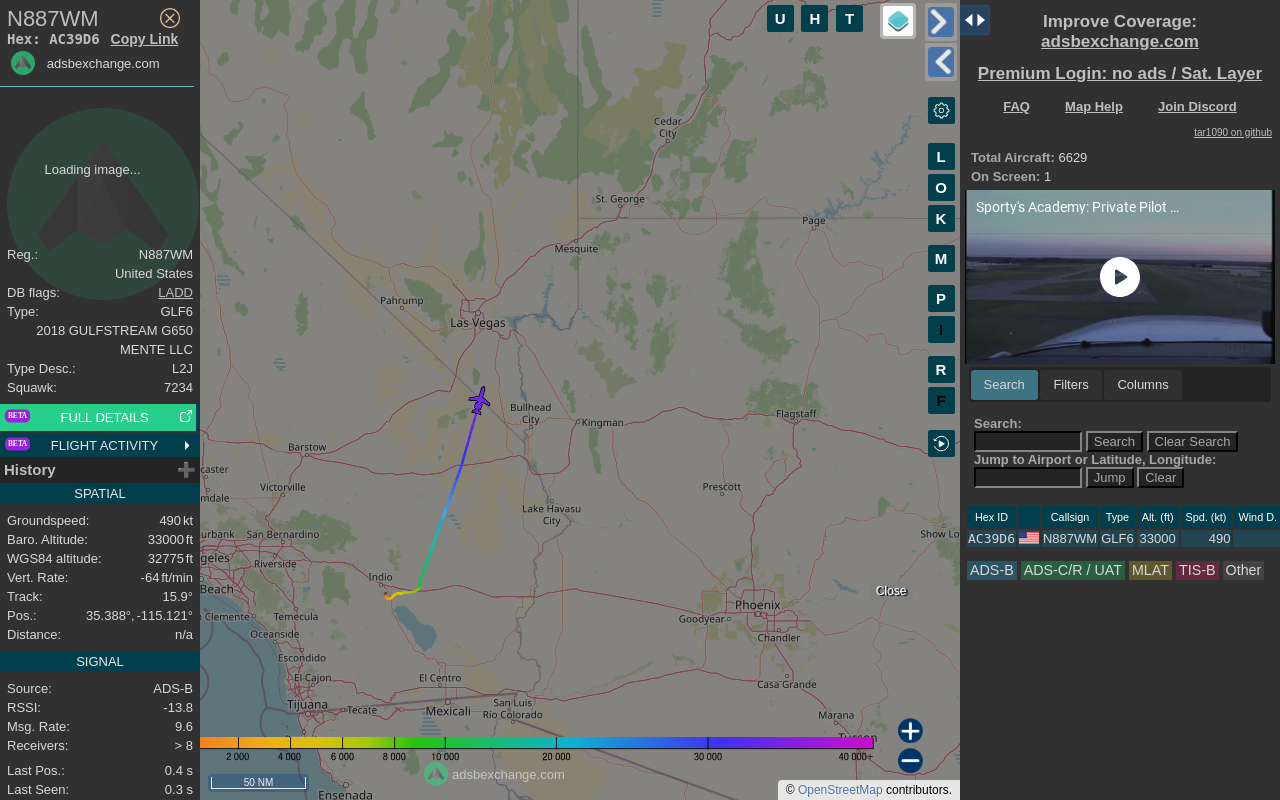 N887WM
Hex: AC39D6 Copy Link
adsbexchange.com
Loading image...
Reg.: N887WM
United States
DB flags: LADD
Type: GLF6
2018 GULFSTREAM G650
MENTE LLC
Type Desc.: L2J
Squawk: 7234
BETA FULL DETAILS
BETA FLIGHT ACTIVITY
History
SPATIAL
Groundspeed: 490 kt
Baro. Altitude: 33000 ft
WGS84 altitude: 32775 ft
Vert. Rate: -64 ft/min
Track: 15.9°
Pos.: 35.388°, -115.121°
Distance: n/a
SIGNAL
Source: ADS-B
RSSI: -13.8
Msg. Rate: 9.6
Receivers: > 8
Last Pos.: 0.4 s
Last Seen: 0.3 s
U H T
Cedar
City
St. George
Page
Mesquite
Pahrump
Las Vegas
Bullhead
City
Kingman
Flagstaff
Barstow
caster
Victorville
mdale
Prescott
Lake Havasu
City
urbank
San Bernardino
Show Lo
geles
Riverside
Indio
Beach
n Clemente
Temecula
Phoenix
Goodyear
Oceanside
Chandler
Escondido
El Cajon
El Centro
Casa Grande
Tijuana
Tecate
Mexicali
San Luis
Río Colorado
Marana
Tucson
Ensenada
L
O
K
M
P
I
R
F
Close
2 000 4 000 6 000 8 000 10 000 20 000 30 000 40 000+
adsbexchange.com
50 NM
© OpenStreetMap contributors.
Improve Coverage:
adsbexchange.com
Premium Login: no ads / Sat. Layer
FAQ Map Help Join Discord
tar1090 on github
Total Aircraft: 6629
On Screen: 1
Sporty's Academy: Private Pilot ...
Search Filters Columns
Search:
Search Clear Search
Jump to Airport or Latitude, Longitude:
Jump Clear
Hex ID Callsign Type Alt. (ft) Spd. (kt) Wind D.
AC39D6 N887WM GLF6 33000 490
ADS-B ADS-C/R / UAT MLAT TIS-B Other